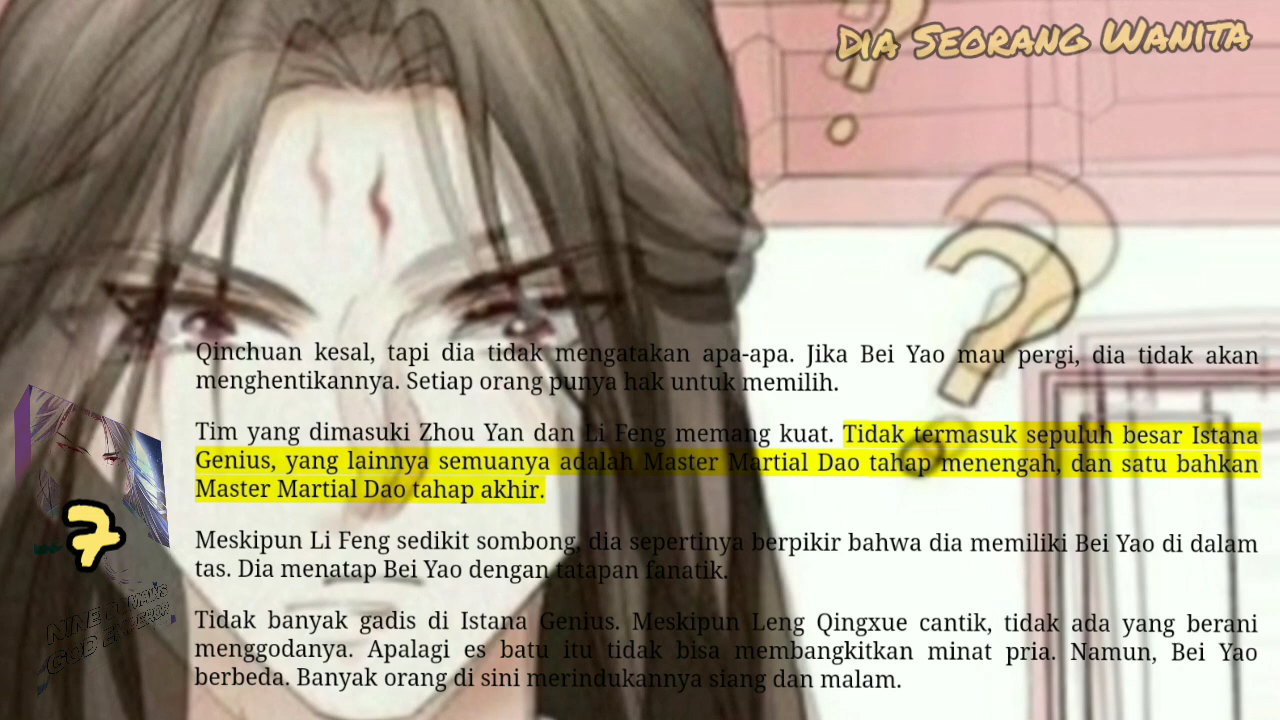 Dia Seorang Wanita
?
?
Qinchuan kesal, tapi dia tidak mengatakan apa-apa. Jika Bei Yao mau pergi, dia tidak akan
menghentikannya. Setiap orang punya hak untuk memilih.
Tim yang dimasuki Zhou Yan dan Li Feng memang kuat. Tidak termasuk sepuluh besar Istana
Genius, yang lainnya semuanya adalah Master Martial Dao tahap menengah, dan satu bahkan
Master Martial Dao tahap akhir.
Meskipun Li Feng sedikit sombong, dia sepertinya berpikir bahwa dia memiliki Bei Yao di dalam
tas. Dia menatap Bei Yao dengan tatapan fanatik.
Tidak banyak gadis di Istana Genius. Meskipun Leng Qingxue cantik, tidak ada yang berani
menggodanya. Apalagi es batu itu tidak bisa membangkitkan minat pria. Namun, Bei Yao
berbeda. Banyak orang di sini merindukannya siang dan malam.
7
GOD EMPEROR